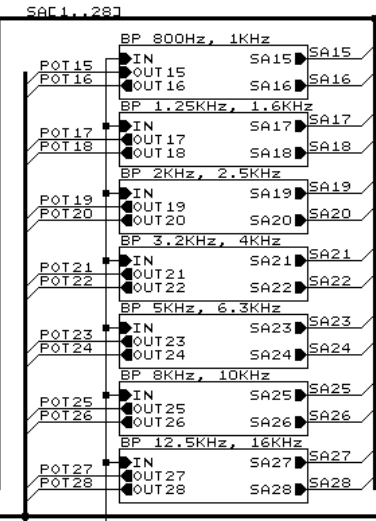 SA[1..28]
BP 800Hz, 1KHz
IN SA15 SA15
POT15 OUT15
POT16 OUT16 SA16 SA16
BP 1.25KHz, 1.6KHz
IN SA17 SA17
POT17 OUT17
POT18 OUT18 SA18 SA18
BP 2KHz, 2.5KHz
IN SA19 SA19
POT19 OUT19
POT20 OUT20 SA20 SA20
BP 3.2KHz, 4KHz
IN SA21 SA21
POT21 OUT21
POT22 OUT22 SA22 SA22
BP 5KHz, 6.3KHz
IN SA23 SA23
POT23 OUT23
POT24 OUT24 SA24 SA24
BP 8KHz, 10KHz
IN SA25 SA25
POT25 OUT25
POT26 OUT26 SA26 SA26
BP 12.5KHz, 16KHz
IN SA27 SA27
POT27 OUT27
POT28 OUT28 SA28 SA28